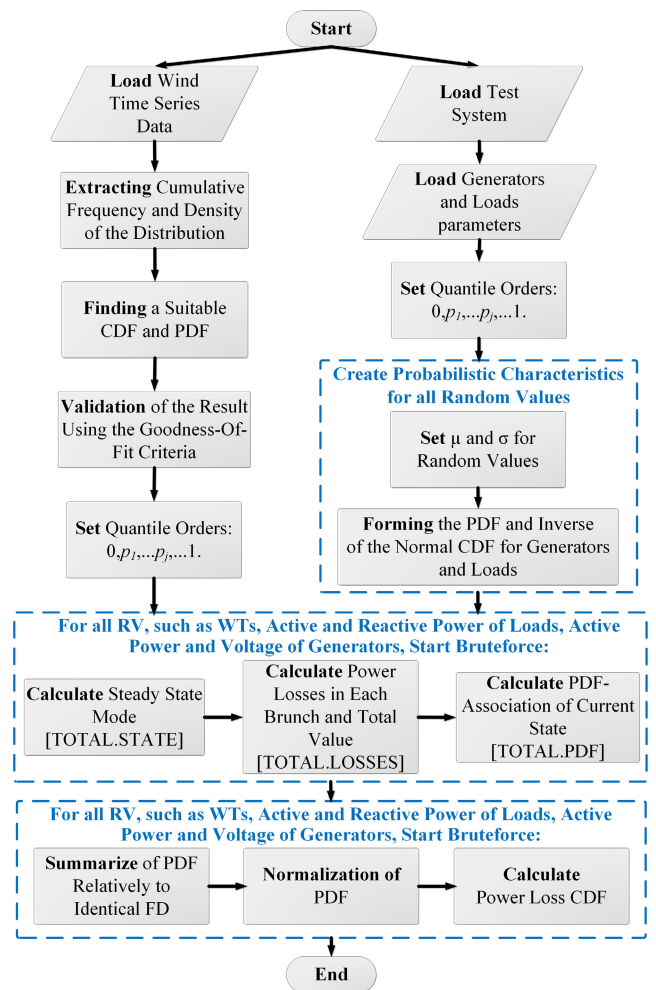 Start
Load Wind
Time Series
Data
Extracting Cumulative
Frequency and Density
of the Distribution
Finding a Suitable
CDF and PDF
Validation of the Result
Using the Goodness-Of-
Fit Criteria
Set Quantile Orders:
0,p1,...pj,...1.
Load Test
System
Load Generators
and Loads
parameters
Set Quantile Orders:
0,p1,...pj,...1.
Create Probabilistic Characteristics
for all Random Values
Set μ and σ for
Random Values
Forming the PDF and Inverse
of the Normal CDF for Generators
and Loads
For all RV, such as WTs, Active and Reactive Power of Loads, Active
Power and Voltage of Generators, Start Bruteforce:
Calculate Steady State
Mode
[TOTAL.STATE]
Calculate Power
Losses in Each
Brunch and Total
Value
[TOTAL.LOSSES]
Calculate PDF-
Association of Current
State
[TOTAL.PDF]
For all RV, such as WTs, Active and Reactive Power of Loads, Active
Power and Voltage of Generators, Start Bruteforce:
Summarize of PDF
Relatively to
Identical FD
Normalization of
PDF
Calculate
Power Loss CDF
End